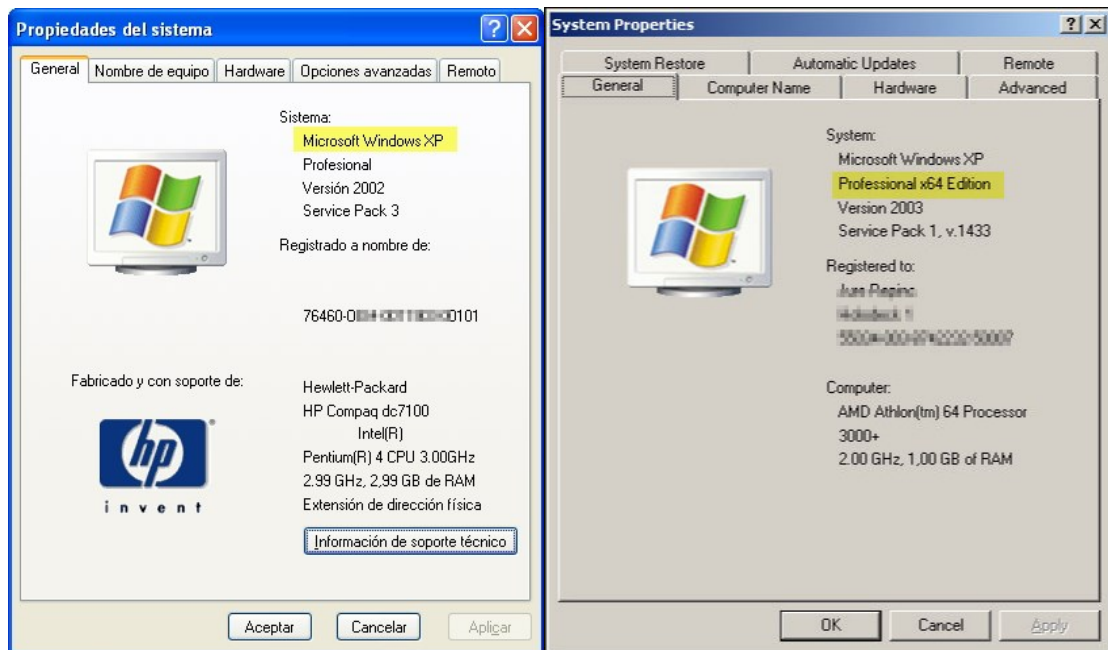 Propiedades del sistema
General
Nombre de equipo
Hardware
Opciones avanzadas
Remoto
Sistema:
Microsoft Windows XP
Profesional
Versión 2002
Service Pack 3
Registrado a nombre de:
76460-
0101
Fabricado y con soporte de:
Hewlett-Packard
HP Compaq dc7100
Intel(R)
Pentium(R) 4 CPU 3.00GHz
2.99 GHz, 2,99 GB de RAM
Extensión de dirección física
hp
invent
Información de soporte técnico
Aceptar
Cancelar
Aplicar
System Properties
System Restore
Automatic Updates
Remote
General
Computer Name
Hardware
Advanced
System:
Microsoft Windows XP
Professional x64 Edition
Version 2003
Service Pack 1, v.1433
Registered to:
Computer:
AMD Athlon(tm) 64 Processor
3000+
2.00 GHz, 1,00 GB of RAM
OK
Cancel
Apply